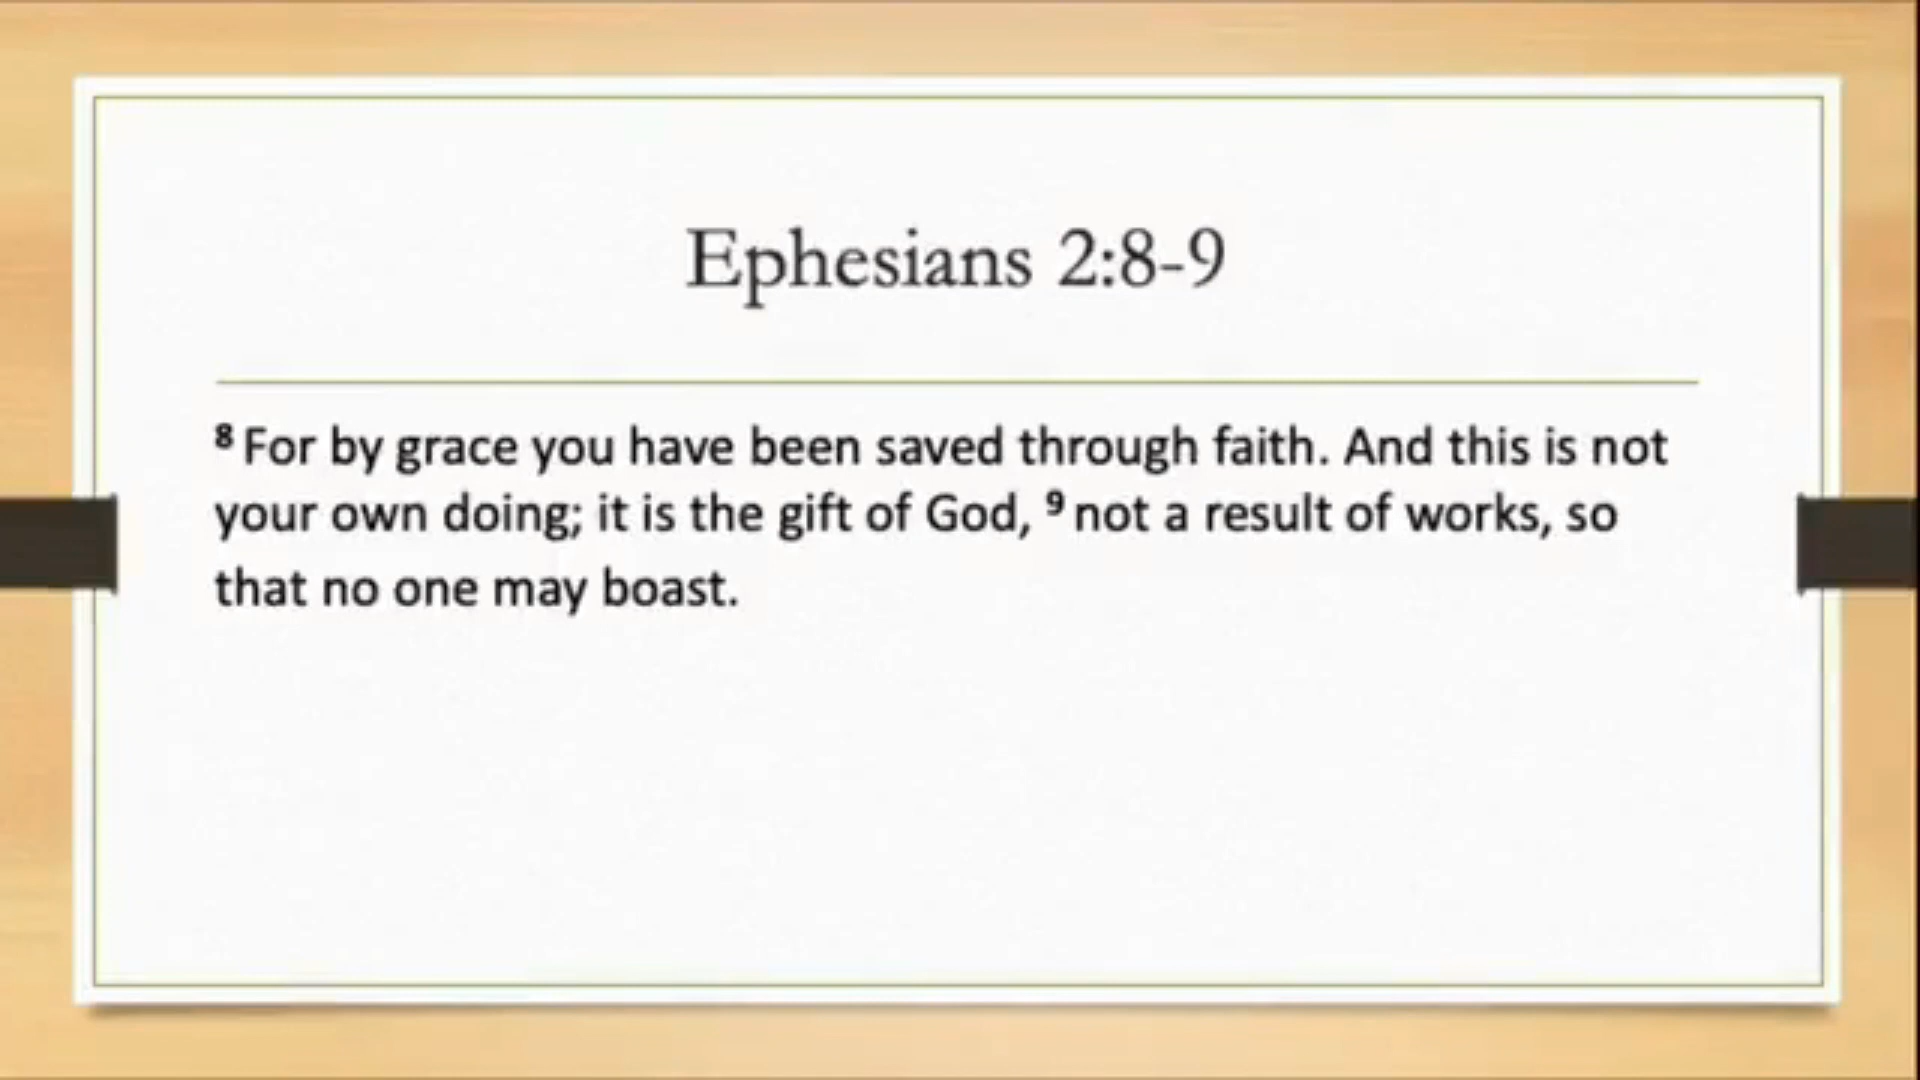 Ephesians 2:8-9
⁸ For by grace you have been saved through faith. And this is not
your own doing; it is the gift of God, ⁹ not a result of works, so
that no one may boast.